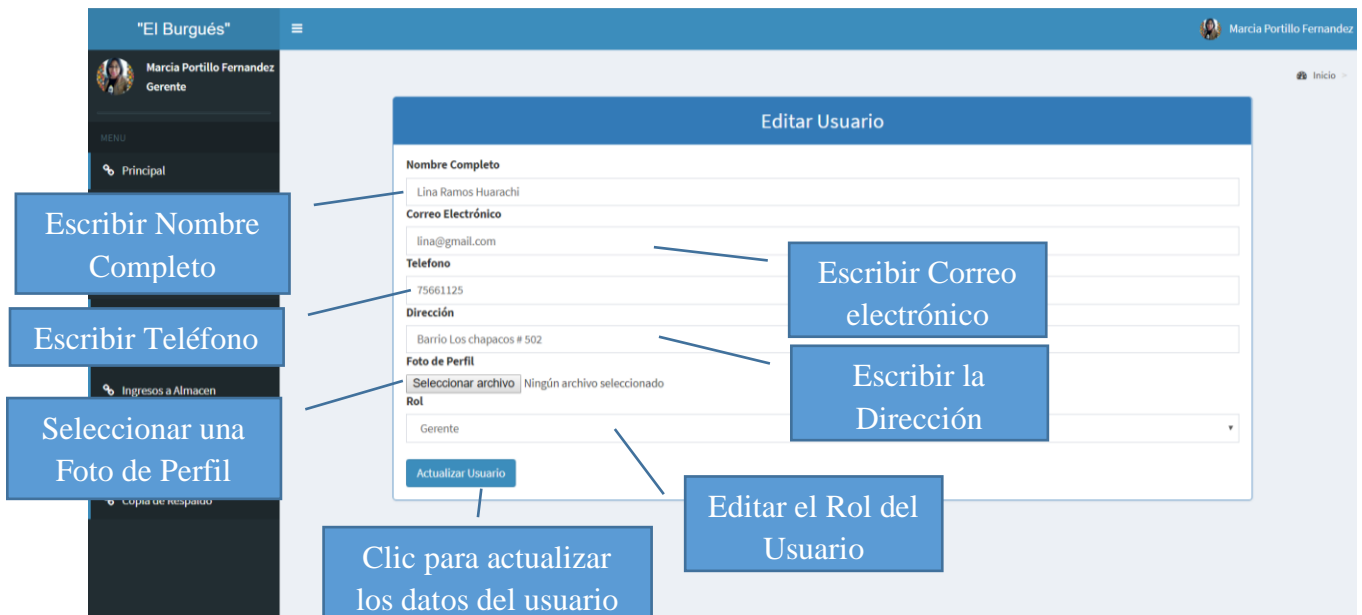 "El Burgués"
Marcia Portillo Fernandez
Marcia Portillo Fernandez
Gerente
Inicio >
MENU
Principal
Ingresos a Almacen
Copia de Respaldo
Editar Usuario
Nombre Completo
Lina Ramos Huarachi
Correo Electrónico
lina@gmail.com
Telefono
75661125
Dirección
Barrio Los chapacos # 502
Foto de Perfil
Seleccionar archivo Ningún archivo seleccionado
Rol
Gerente
Actualizar Usuario
Escribir Nombre
Completo
Escribir Teléfono
Seleccionar una
Foto de Perfil
Escribir Correo
electrónico
Escribir la
Dirección
Editar el Rol del
Usuario
Clic para actualizar
los datos del usuario